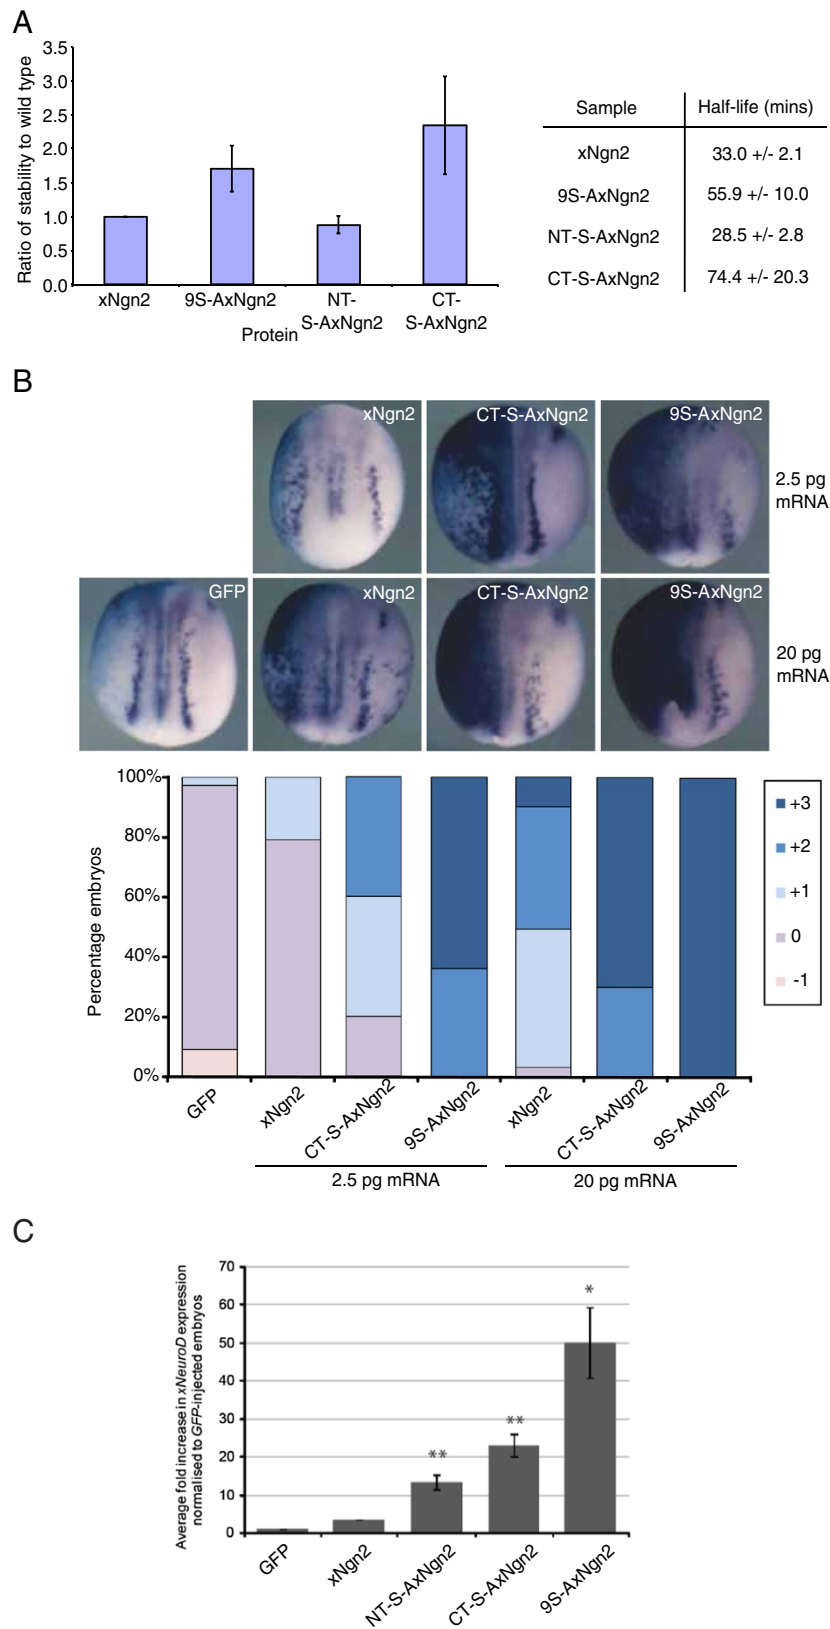 A
Ratio of stability to wild type
3.5
3.0
2.5
2.0
1.5
1.0
0.5
0.0
xNgn2
9S-AxNgn2
NT-
S-AxNgn2
CT-
S-AxNgn2
Protein
Sample Half-life (mins)
xNgn2 33.0 +/- 2.1
9S-AxNgn2 55.9 +/- 10.0
NT-S-AxNgn2 28.5 +/- 2.8
CT-S-AxNgn2 74.4 +/- 20.3
B
xNgn2
CT-S-AxNgn2
9S-AxNgn2
2.5 pg
mRNA
GFP
xNgn2
CT-S-AxNgn2
9S-AxNgn2
20 pg
mRNA
Percentage embryos
100%
80%
60%
40%
20%
0%
+3
+2
+1
0
-1
GFP
xNgn2
CT-S-AxNgn2
9S-AxNgn2
xNgn2
CT-S-AxNgn2
9S-AxNgn2
2.5 pg mRNA
20 pg mRNA
C
Average fold increase in xNeuroD expression
normalised to GFP-injected embryos
70
60
50
40
30
20
10
0
**
**
*
GFP
xNgn2
NT-S-AxNgn2
CT-S-AxNgn2
9S-AxNgn2